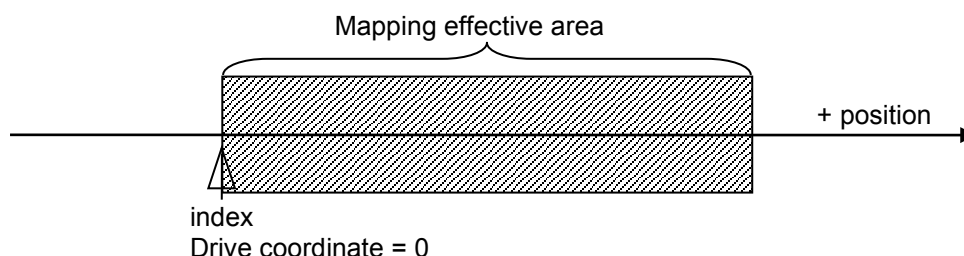 Mapping effective area
+ position
index
Drive coordinate = 0